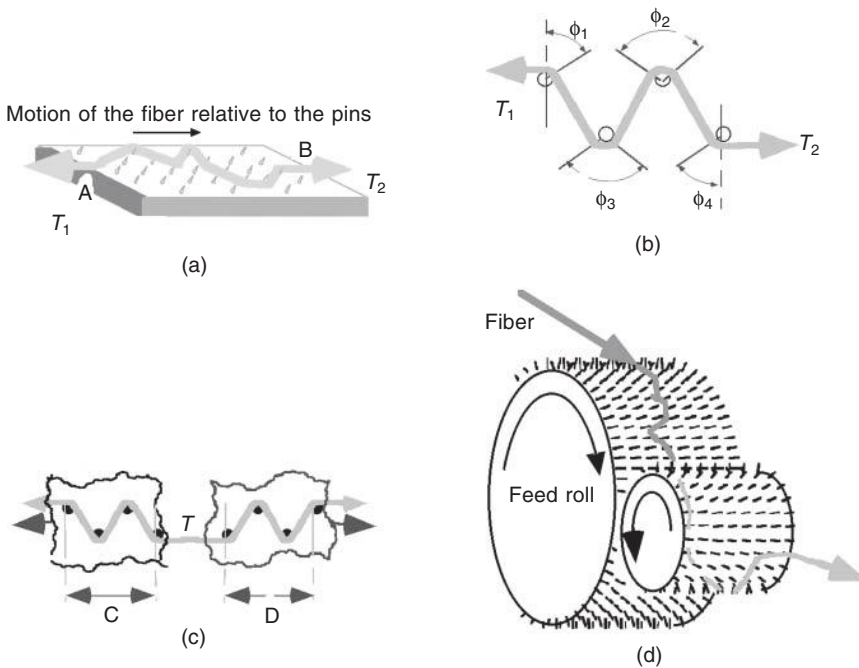 Motion of the fiber relative to the pins
A
B
T1
T2
(a)
ϕ1
ϕ2
T1
T2
ϕ3
ϕ4
(b)
T
C
D
(c)
Fiber
Feed roll
(d)